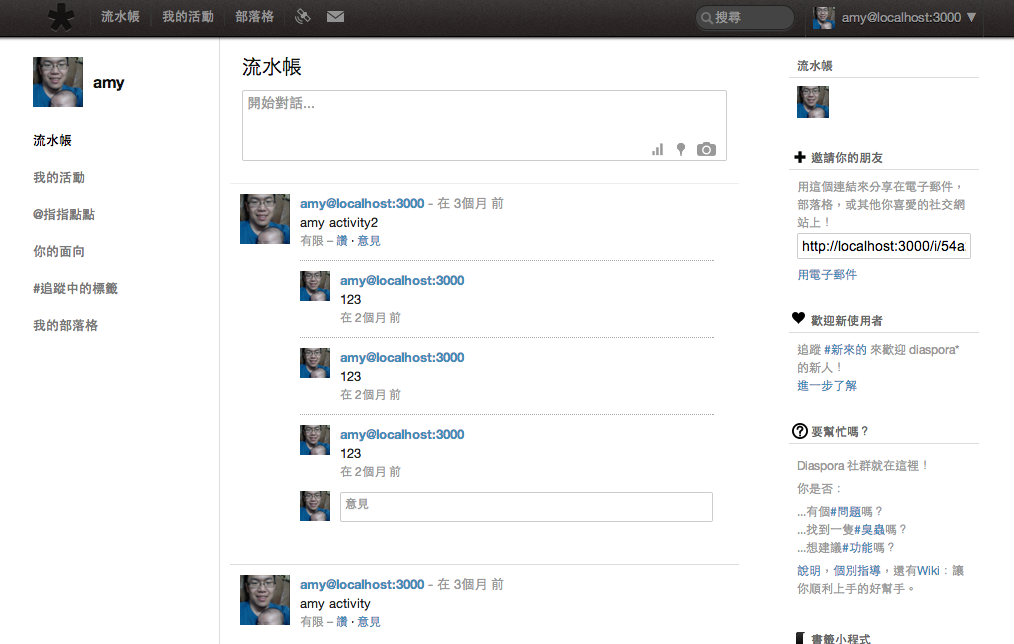 流水帳 我的活動 部落格 搜尋 amy@localhost:3000 ▼
amy
流水帳
我的活動
@指指點點
你的面向
#追蹤中的標籤
我的部落格
流水帳
開始對話...
amy@localhost:3000 - 在 3個月 前
amy activity2
有限 – 讚 · 意見
amy@localhost:3000
123
在 2個月 前
amy@localhost:3000
123
在 2個月 前
amy@localhost:3000
123
在 2個月 前
意見
amy@localhost:3000 - 在 3個月 前
amy activity
有限 – 讚 · 意見
流水帳
邀請你的朋友
用這個連結來分享在電子郵件，
部落格，或其他你喜愛的社交網
站上！
http://localhost:3000/i/54a
用電子郵件
歡迎新使用者
追蹤 #新來的 來歡迎 diaspora*
的新人！
進一步了解
要幫忙嗎？
Diaspora 社群就在這裡！
你是否：
...有個#問題嗎？
...找到一隻#臭蟲嗎？
...想建議#功能嗎？
說明，個別指導，還有Wiki：讓
你順利上手的好幫手。
書籤小程式